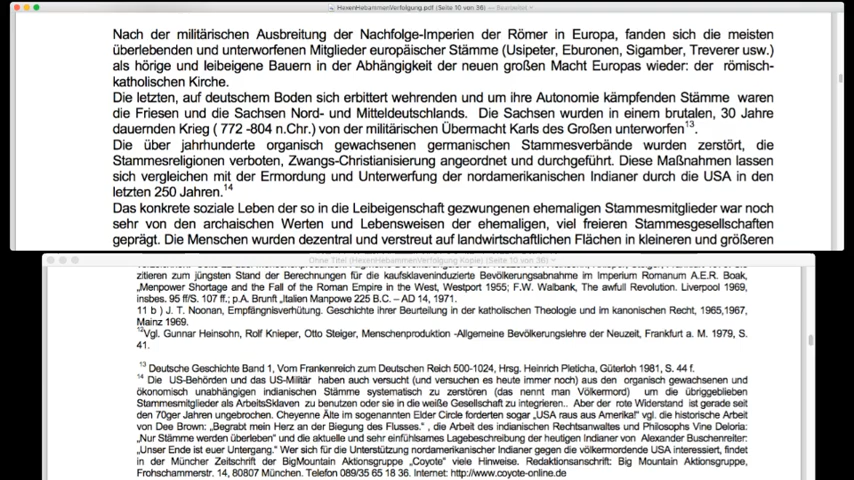 HexenHebammenVerfolgung.pdf (Seite 10 von 36) — Bearbeitet
Nach der militärischen Ausbreitung der Nachfolge-Imperien der Römer in Europa, fanden sich die meisten
überlebenden und unterworfenen Mitglieder europäischer Stämme (Usipeter, Eburonen, Sigamber, Treverer usw.)
als hörige und leibeigene Bauern in der Abhängigkeit der neuen großen Macht Europas wieder: der römisch-
katholischen Kirche.
Die letzten, auf deutschem Boden sich erbittert wehrenden und um ihre Autonomie kämpfenden Stämme waren
die Friesen und die Sachsen Nord- und Mitteldeutschlands. Die Sachsen wurden in einem brutalen, 30 Jahre
dauernden Krieg ( 772 -804 n.Chr.) von der militärischen Übermacht Karls des Großen unterworfen13.
Die über jahrhunderte organisch gewachsenen germanischen Stammesverbände wurden zerstört, die
Stammesreligionen verboten, Zwangs-Christianisierung angeordnet und durchgeführt. Diese Maßnahmen lassen
sich vergleichen mit der Ermordung und Unterwerfung der nordamerikanischen Indianer durch die USA in den
letzten 250 Jahren.14
Das konkrete soziale Leben der so in die Leibeigenschaft gezwungenen ehemaligen Stammesmitglieder war noch
sehr von den archaischen Werten und Lebensweisen der ehemaligen, viel freieren Stammesgesellschaften
geprägt. Die Menschen wurden dezentral und verstreut auf landwirtschaftlichen Flächen in kleineren und größeren
Ohne Titel (HexenHebammenVerfolgung Kopie) (Seite 10 von 36)
zitieren zum jüngsten Stand der Berechnungen für die kaufsklaveninduzierte Bevölkerungsabnahme im Imperium Romanum A.E.R. Boak,
„Menpower Shortage and the Fall of the Roman Empire in the West, Westport 1955; F.W. Walbank, The awfull Revolution. Liverpool 1969,
insbes. 95 ff/S. 107 ff.; p.A. Brunft „Italien Manpowe 225 B.C. – AD 14, 1971.
11 b ) J. T. Noonan, Empfängnisverhütung. Geschichte ihrer Beurteilung in der katholischen Theologie und im kanonischen Recht, 1965,1967,
Mainz 1969.
12Vgl. Gunnar Heinsohn, Rolf Knieper, Otto Steiger, Menschenproduktion -Allgemeine Bevölkerungslehre der Neuzeit, Frankfurt a. M. 1979, S.
41.
13 Deutsche Geschichte Band 1, Vom Frankenreich zum Deutschen Reich 500-1024, Hrsg. Heinrich Pleticha, Güterloh 1981, S. 44 f.
14 Die US-Behörden und das US-Militär haben auch versucht (und versuchen es heute immer noch) aus den organisch gewachsenen und
ökonomisch unabhängigen indianischen Stämme systematisch zu zerstören (das nennt man Völkermord) um die übriggeblieben
Stammesmitglieder als ArbeitsSklaven zu benutzen oder sie in die weiße Gesellschaft zu integrieren.. Aber der rote Widerstand ist gerade seit
den 70ger Jahren ungebrochen. Cheyenne Älte im sogenannten Elder Circle forderten sogar „USA raus aus Amerika!“ vgl. die historische Arbeit
von Dee Brown: „Begrabt mein Herz an der Biegung des Flusses.“ , die Arbeit des indianischen Rechtsanwaltes und Philosophs Vine Deloria:
„Nur Stämme werden überleben“ und die aktuelle und sehr einfühlsames Lagebeschreibung der heutigen Indianer von Alexander Buschenreiter:
„Unser Ende ist euer Untergang.“ Wer sich für die Unterstützung nordamerikanischer Indianer gegen die völkermordende USA interessiert, findet
in der Müncher Zeitschrift der BigMountain Aktionsgruppe „Coyote“ viele Hinweise. Redaktionsanschrift: Big Mountain Aktionsgruppe,
Frohschammerstr. 14, 80807 München. Telefon 089/35 65 18 36. Internet: http://www.coyote-online.de